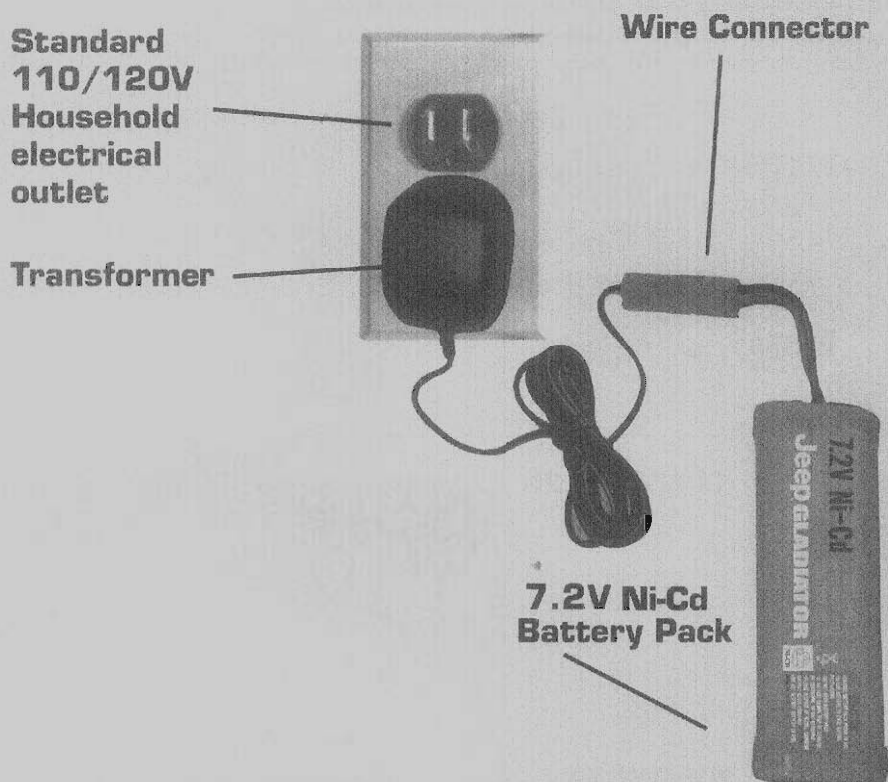 Standard
110/120V
Household
electrical
outlet
Wire Connector
Transformer
7.2V Ni-Cd
Jeep GLADIATOR
7.2V Ni-Cd
Battery Pack